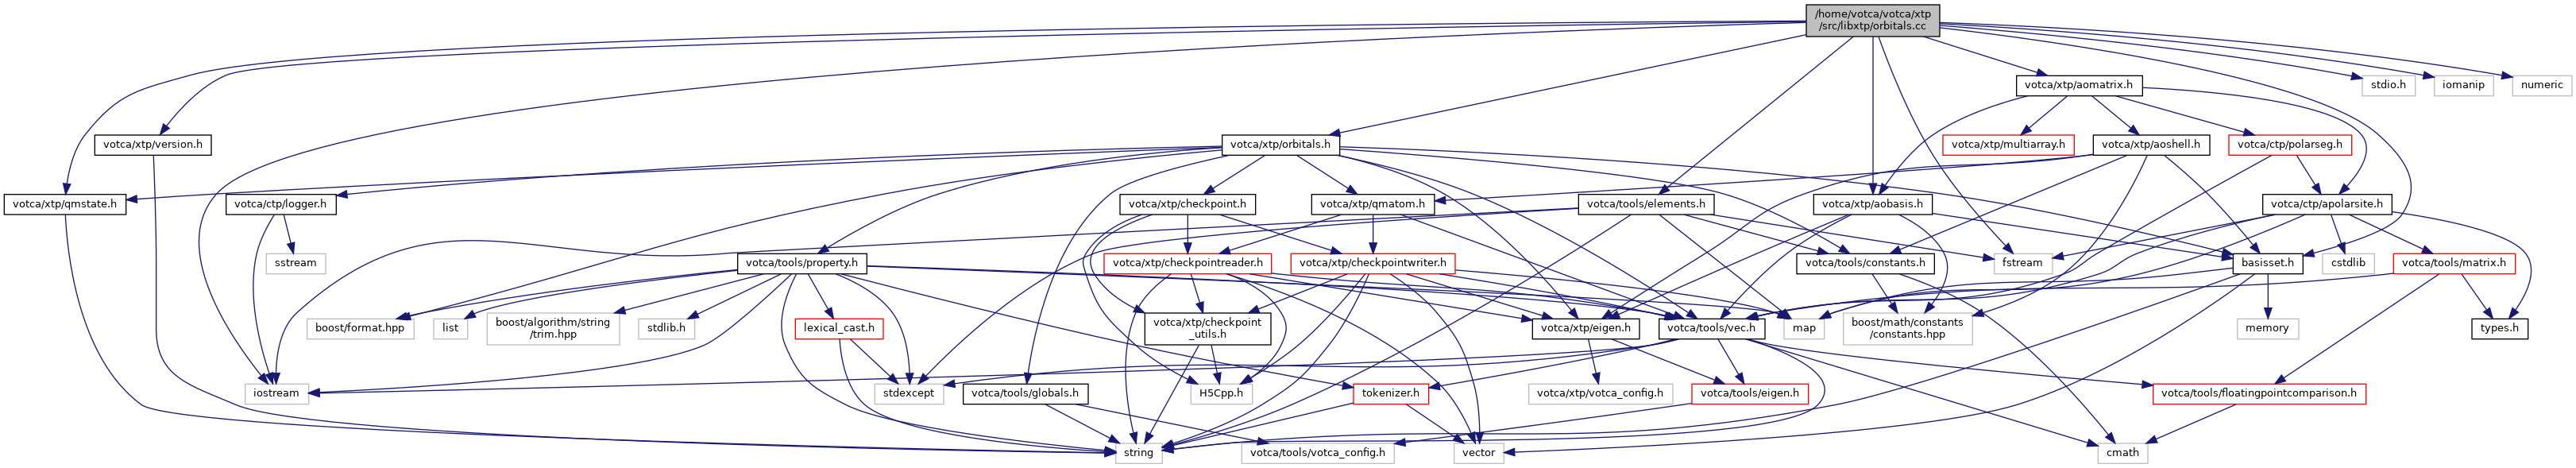 /home/votca/votca/xtp
/src/libxtp/orbitals.cc
votca/xtp/aomatrix.h
stdio.h
iomanip
numeric
votca/xtp/version.h
votca/xtp/orbitals.h
votca/xtp/multiarray.h
votca/xtp/aoshell.h
votca/ctp/polarseg.h
votca/xtp/qmstate.h
votca/ctp/logger.h
votca/xtp/checkpoint.h
votca/xtp/qmatom.h
votca/tools/elements.h
votca/xtp/aobasis.h
votca/ctp/apolarsite.h
sstream
votca/tools/property.h
votca/xtp/checkpointreader.h
votca/xtp/checkpointwriter.h
votca/tools/constants.h
fstream
basisset.h
cstdlib
votca/tools/matrix.h
boost/format.hpp
list
boost/algorithm/string
/trim.hpp
stdlib.h
lexical_cast.h
votca/xtp/checkpoint
_utils.h
votca/xtp/eigen.h
votca/tools/vec.h
map
boost/math/constants
/constants.hpp
memory
types.h
iostream
stdexcept
votca/tools/globals.h
H5Cpp.h
tokenizer.h
votca/xtp/votca_config.h
votca/tools/eigen.h
votca/tools/floatingpointcomparison.h
string
votca/tools/votca_config.h
vector
cmath